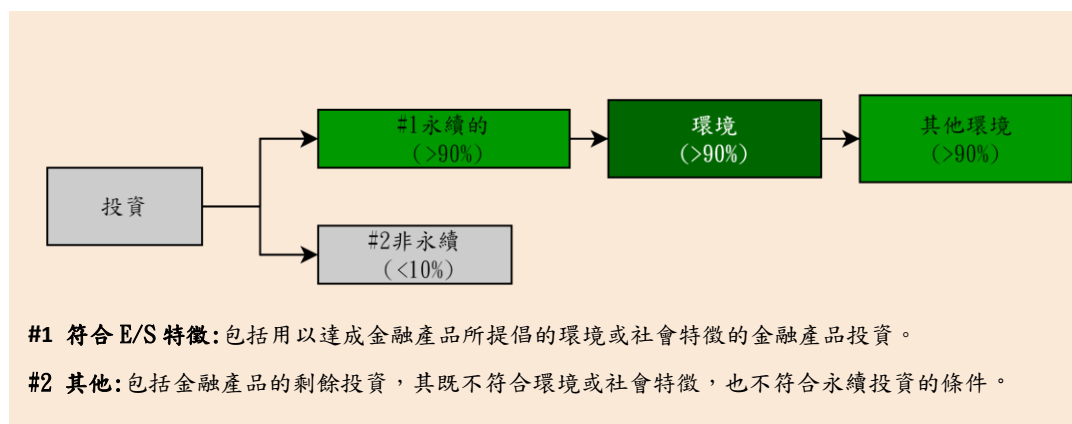 #1永續的
(>90%)
環境
(>90%)
其他環境
(>90%)
投資
#2非永續
(<10%)
#1 符合 E/S 特徵:包括用以達成金融產品所提倡的環境或社會特徵的金融產品投資。
#2 其他:包括金融產品的剩餘投資，其既不符合環境或社會特徵，也不符合永續投資的條件。